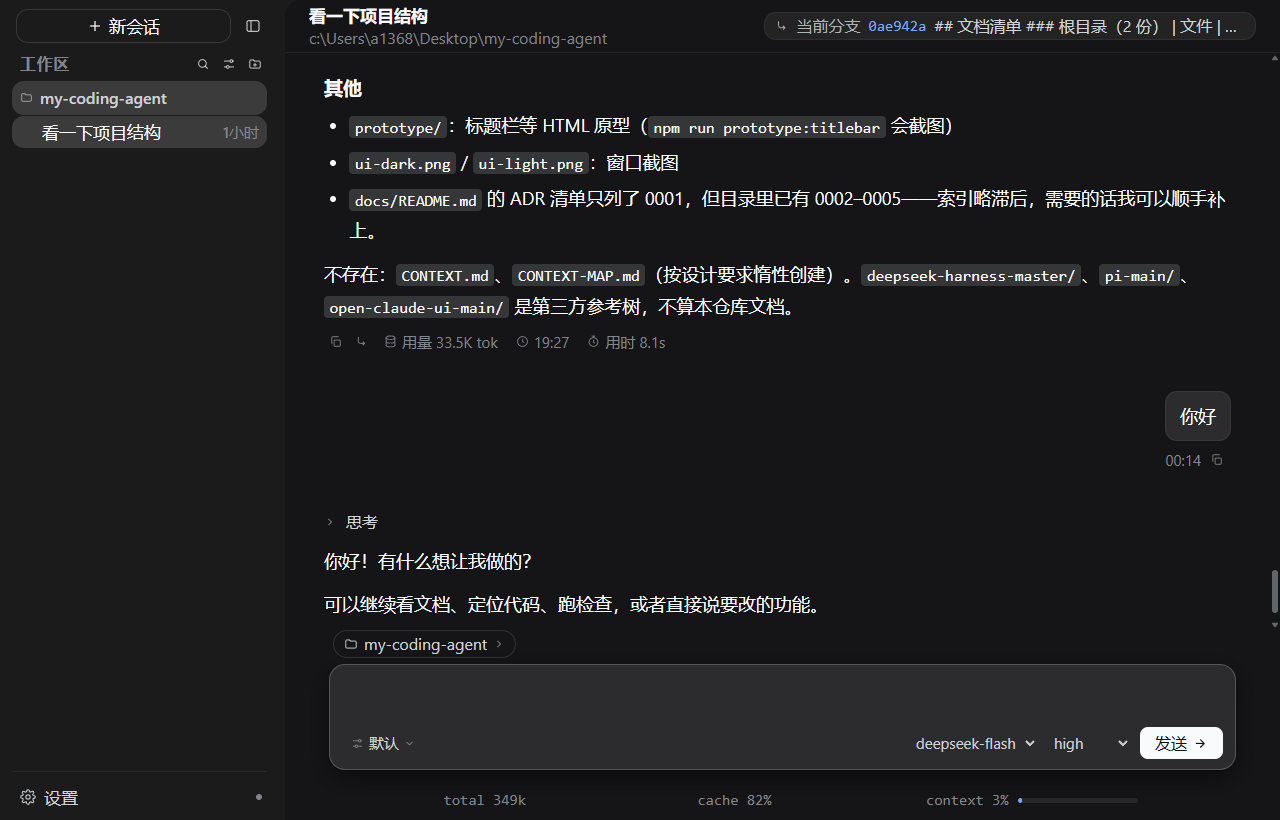 + 新会话
工作区
my-coding-agent
看一下项目结构 1小时
设置
看一下项目结构
c:\Users\a1368\Desktop\my-coding-agent
当前分支 0ae942a ## 文档清单 ### 根目录（2 份） | 文件 | ...
其他
• prototype/：标题栏等 HTML 原型（npm run prototype:titlebar 会截图）
• ui-dark.png / ui-light.png：窗口截图
• docs/README.md 的 ADR 清单只列了 0001，但目录里已有 0002–0005——索引略滞后，需要的话我可以顺手补
上。
不存在：CONTEXT.md、CONTEXT-MAP.md（按设计要求惰性创建）。deepseek-harness-master/、pi-main/、
open-claude-ui-main/ 是第三方参考树，不算本仓库文档。
用量 33.5K tok 19:27 用时 8.1s
你好
00:14
思考
你好！有什么想让我做的？
可以继续看文档、定位代码、跑检查，或者直接说要改的功能。
my-coding-agent
默认 deepseek-flash high 发送 →
total 349k cache 82% context 3%